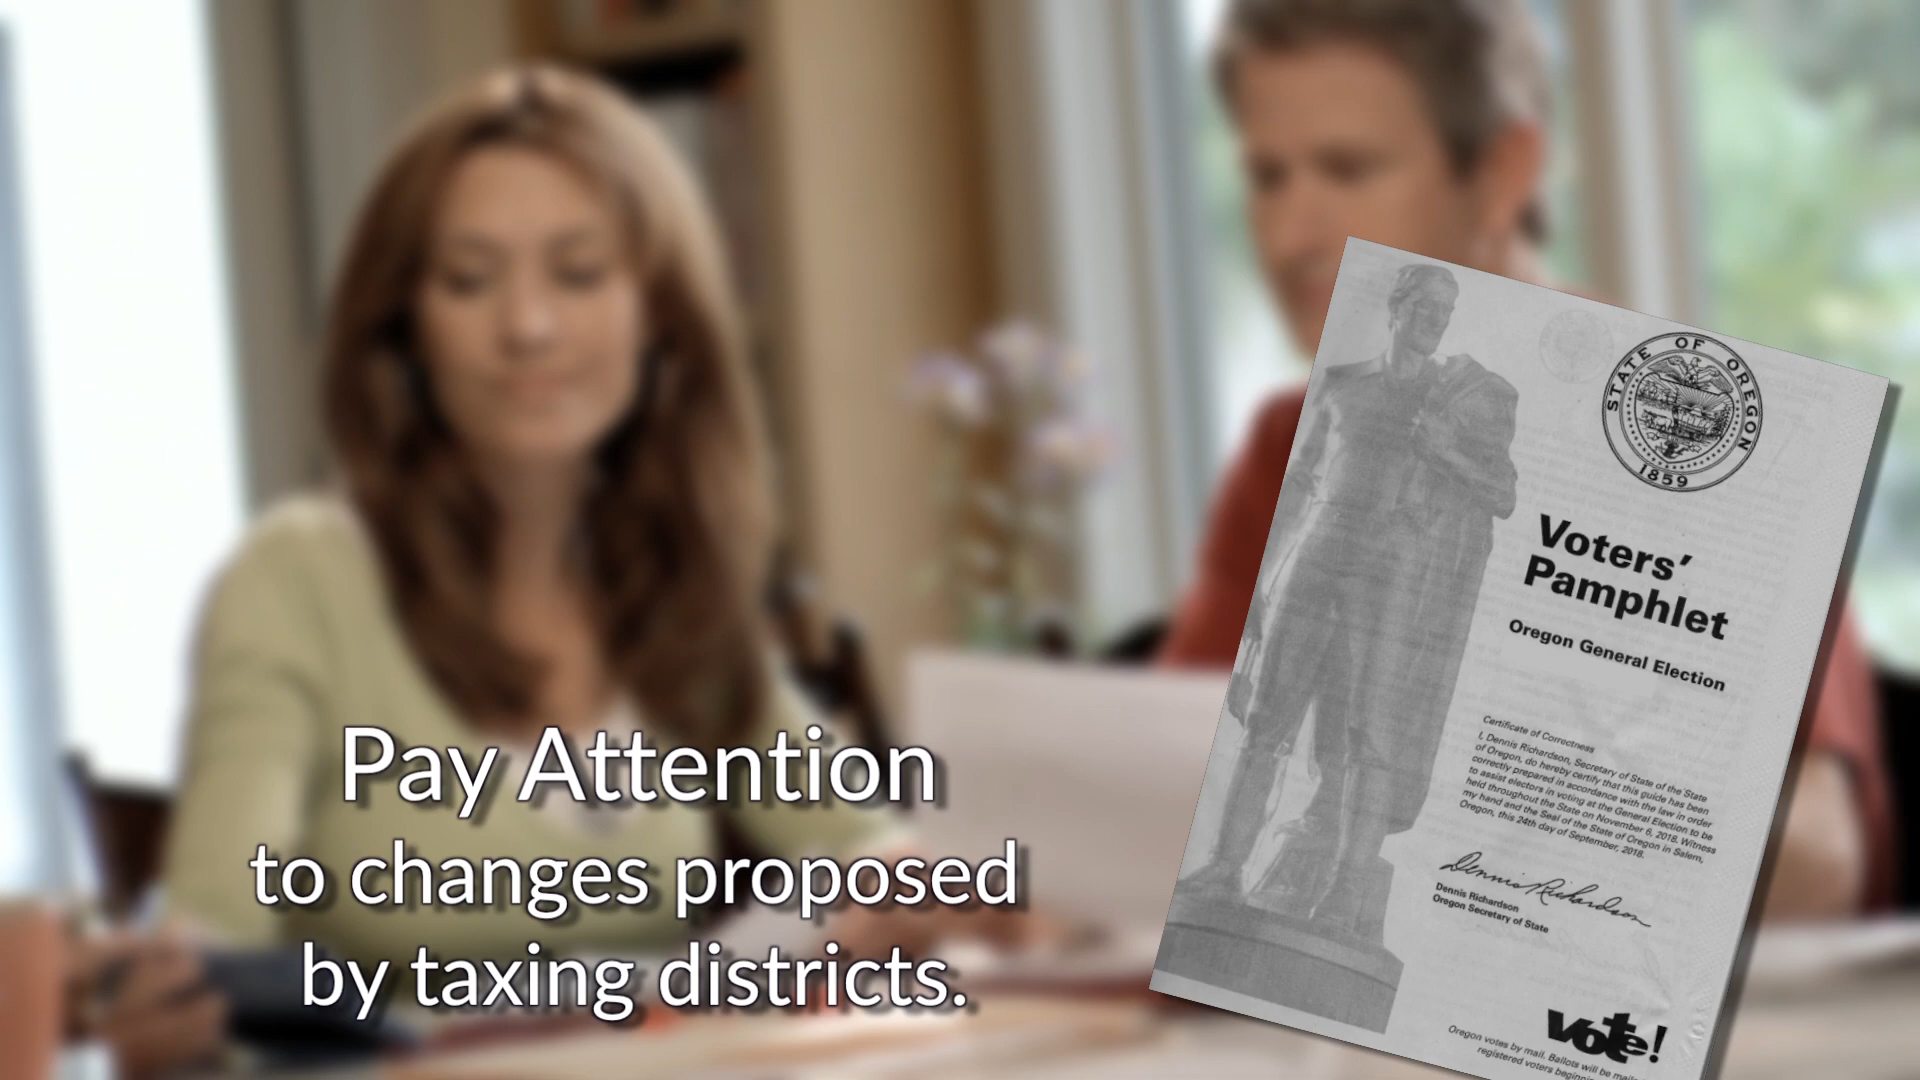 Pay Attention
to changes proposed
by taxing districts.
STATE OF OREGON
1859
Voters'
Pamphlet
Oregon General Election
Certificate of Correctness
I, Dennis Richardson, Secretary of State of the State
of Oregon, do hereby certify that this guide has been
correctly prepared in accordance with the law in order
to assist electors in voting at the General Election to be
held throughout the State on November 6, 2018. Witness
my hand and the Seal of the State of Oregon in Salem,
Oregon, this 24th day of September, 2018.
Dennis Richardson
Dennis Richardson
Oregon Secretary of State
vote!
Oregon votes by mail. Ballots will be
registered voters